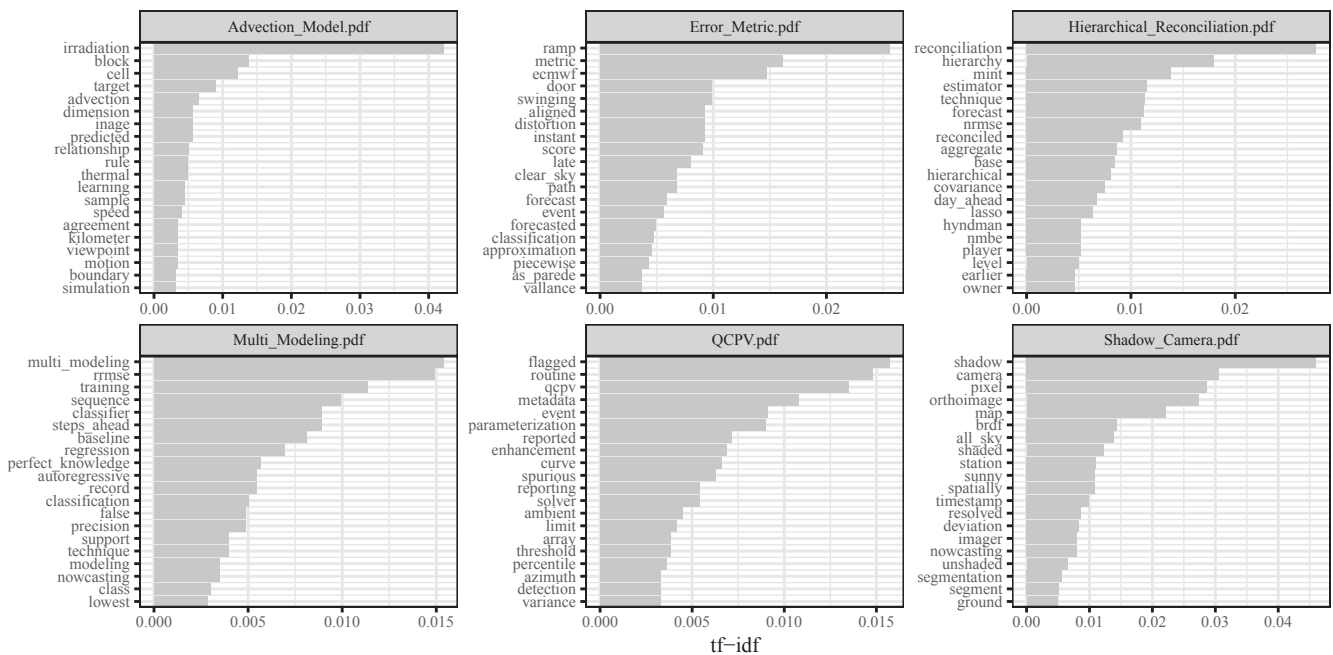 Advection_Model.pdf
irradiation
block
cell
target
advection
dimension
inage
predicted
relationship
rule
thermal
learning
sample
speed
agreement
kilometer
viewpoint
motion
boundary
simulation
0.00 0.01 0.02 0.03 0.04
Error_Metric.pdf
ramp
metric
ecmwf
door
swinging
aligned
distortion
instant
score
late
clear_sky
path
forecast
event
forecasted
classification
approximation
piecewise
as_parede
vallance
0.00 0.01 0.02
Hierarchical_Reconciliation.pdf
reconciliation
hierarchy
mint
estimator
technique
forecast
nrmse
reconciled
aggregate
base
hierarchical
covariance
day_ahead
lasso
hyndman
nmbe
player
level
earlier
owner
0.00 0.01 0.02
Multi_Modeling.pdf
multi_modeling
rrmse
training
sequence
classifier
steps_ahead
baseline
regression
perfect_knowledge
autoregressive
record
classification
false
precision
support
technique
modeling
nowcasting
class
lowest
0.000 0.005 0.010 0.015
QCPV.pdf
flagged
routine
qcpv
metadata
event
parameterization
reported
enhancement
curve
spurious
reporting
solver
ambient
limit
array
threshold
percentile
azimuth
detection
variance
0.000 0.005 0.010 0.015
Shadow_Camera.pdf
shadow
camera
pixel
orthoimage
map
brdf
all_sky
shaded
station
sunny
spatially
timestamp
resolved
deviation
imager
nowcasting
unshaded
segmentation
segment
ground
0.00 0.01 0.02 0.03 0.04
tf−idf